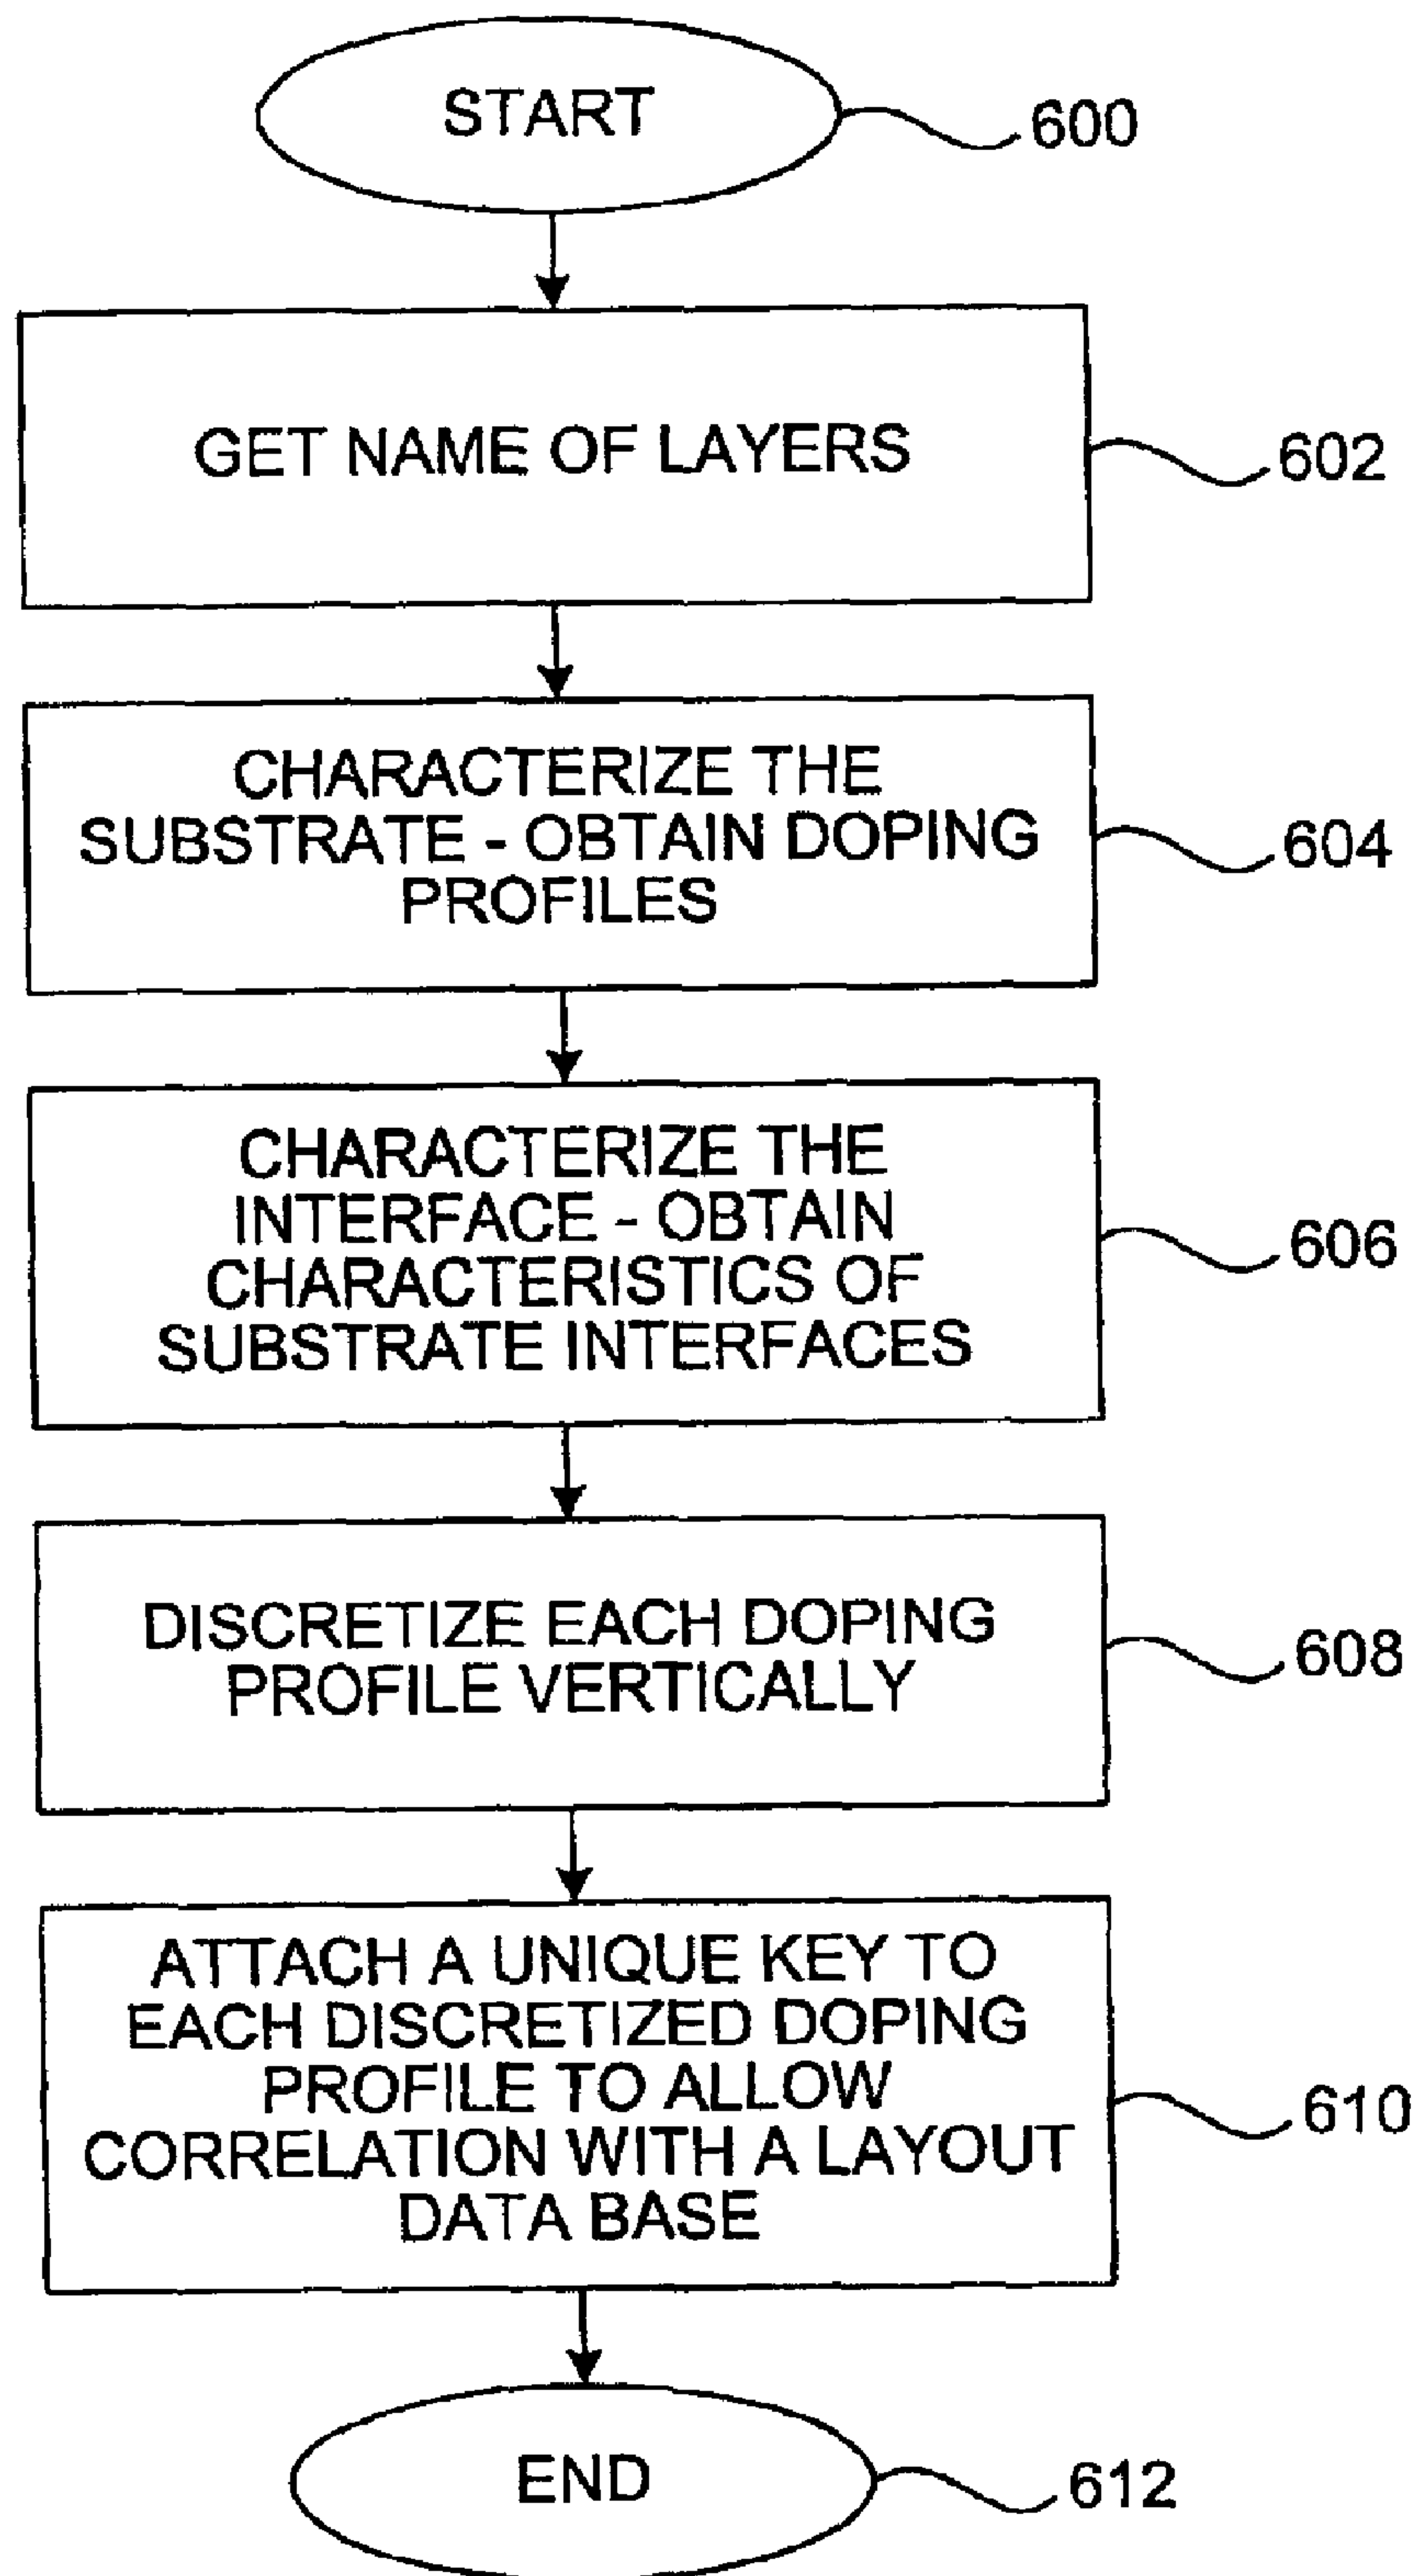 START
600
GET NAME OF LAYERS
602
CHARACTERIZE THE
SUBSTRATE - OBTAIN DOPING
PROFILES
604
CHARACTERIZE THE
INTERFACE - OBTAIN
CHARACTERISTICS OF
SUBSTRATE INTERFACES
606
DISCRETIZE EACH DOPING
PROFILE VERTICALLY
608
ATTACH A UNIQUE KEY TO
EACH DISCRETIZED DOPING
PROFILE TO ALLOW
CORRELATION WITH A LAYOUT
DATA BASE
610
END
612